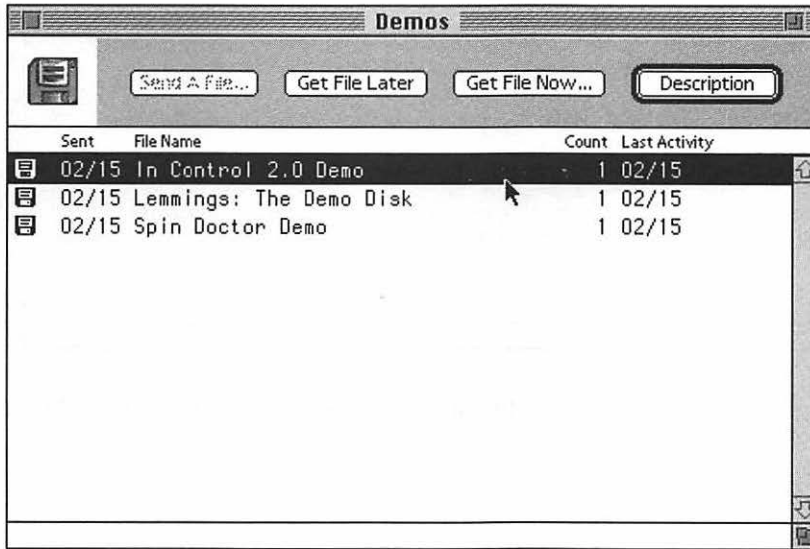 Demos
Send A File... Get File Later Get File Now... Description
Sent File Name Count Last Activity
02/15 In Control 2.0 Demo 1 02/15
02/15 Lemmings: The Demo Disk 1 02/15
02/15 Spin Doctor Demo 1 02/15